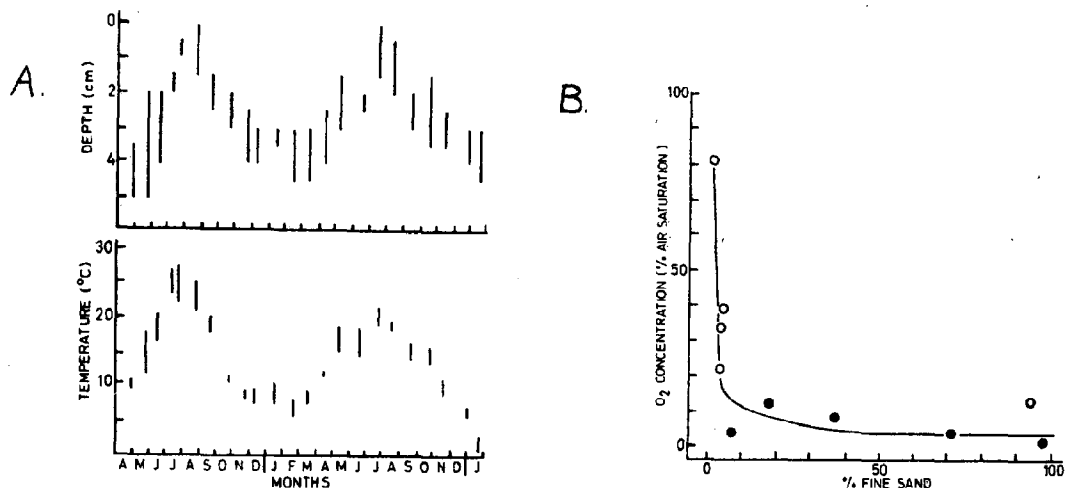 A.
DEPTH (cm)
0
2
4
TEMPERATURE (°C)
30
20
10
A M J J A S O N D J F M A M J J A S O N D J
MONTHS
B.
O2 CONCENTRATION (% AIR SATURATION)
100
50
0
0 50 100
% FINE SAND